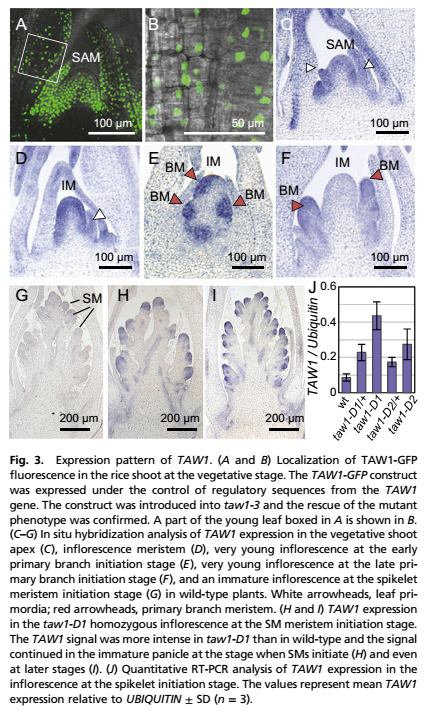 A
SAM
100 µm
B
50 µm
C
SAM
100 µm
D
IM
100 µm
E
IM
BM
BM
BM
100 µm
F
IM
BM
BM
100 µm
G
SM
200 µm
H
200 µm
I
200 µm
J
TAW1 / Ubiquitin
0.6
0.4
0.2
0
wt
taw1-D1/+
taw1-D1
taw1-D2/+
taw1-D2
Fig. 3. Expression pattern of TAW1. (A and B) Localization of TAW1-GFP
fluorescence in the rice shoot at the vegetative stage. The TAW1-GFP construct
was expressed under the control of regulatory sequences from the TAW1
gene. The construct was introduced into taw1-3 and the rescue of the mutant
phenotype was confirmed. A part of the young leaf boxed in A is shown in B.
(C–G) In situ hybridization analysis of TAW1 expression in the vegetative shoot
apex (C), inflorescence meristem (D), very young inflorescence at the early
primary branch initiation stage (E), very young inflorescence at the late pri-
mary branch initiation stage (F), and an immature inflorescence at the spikelet
meristem initiation stage (G) in wild-type plants. White arrowheads, leaf pri-
mordia; red arrowheads, primary branch meristem. (H and I) TAW1 expression
in the taw1-D1 homozygous inflorescence at the SM meristem initiation stage.
The TAW1 signal was more intense in taw1-D1 than in wild-type and the signal
continued in the immature panicle at the stage when SMs initiate (H) and even
at later stages (I). (J) Quantitative RT-PCR analysis of TAW1 expression in the
inflorescence at the spikelet initiation stage. The values represent mean TAW1
expression relative to UBIQUITIN ± SD (n = 3).